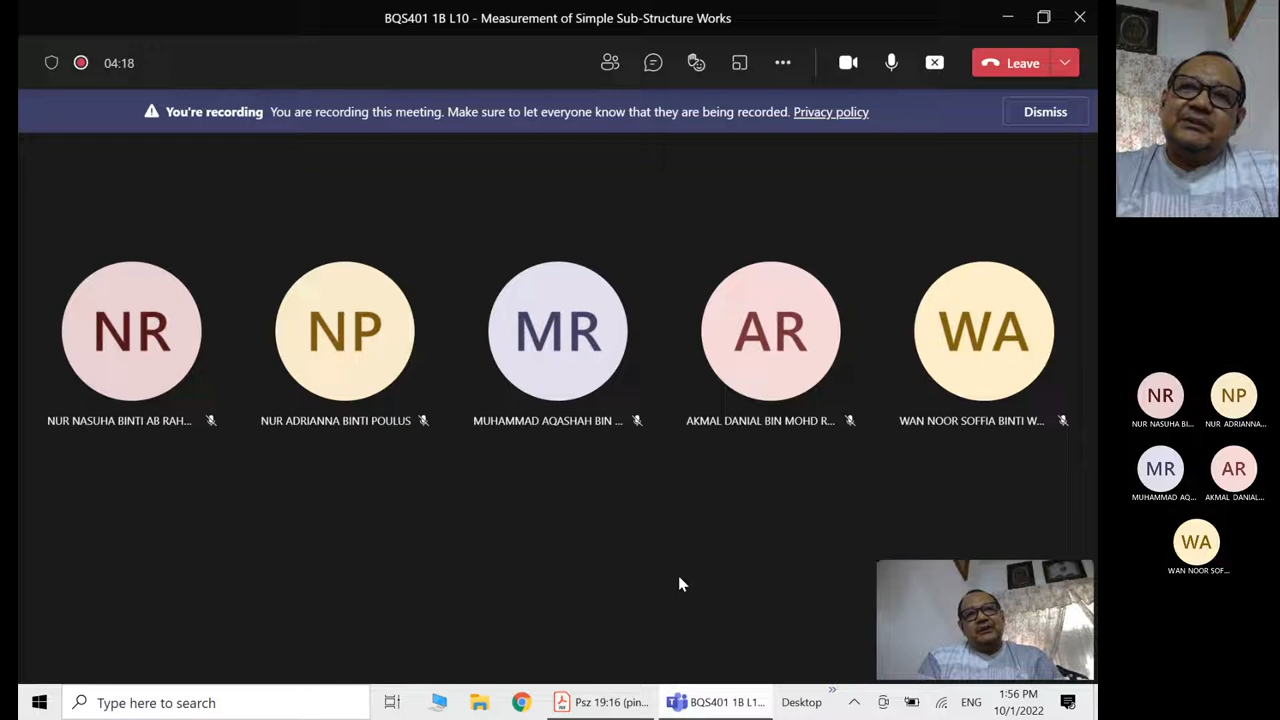 BQS401 1B L10 - Measurement of Simple Sub-Structure Works
04:18
Leave
You're recording You are recording this meeting. Make sure to let everyone know that they are being recorded. Privacy policy
Dismiss
NR
NP
MR
AR
WA
NUR NASUHA BINTI AB RAH...
NUR ADRIANNA BINTI POULUS
MUHAMMAD AQASHAH BIN ...
AKMAL DANIAL BIN MOHD R...
WAN NOOR SOFFIA BINTI W...
NR
NP
NUR NASUHA BI...
NUR ADRIANNA...
MR
AR
MUHAMMAD AQ...
AKMAL DANIAL...
WA
WAN NOOR SOF...
Type here to search
Psz 19:16 (pin...
BQS401 1B L1...
Desktop
»
ENG
1:56 PM
10/1/2022